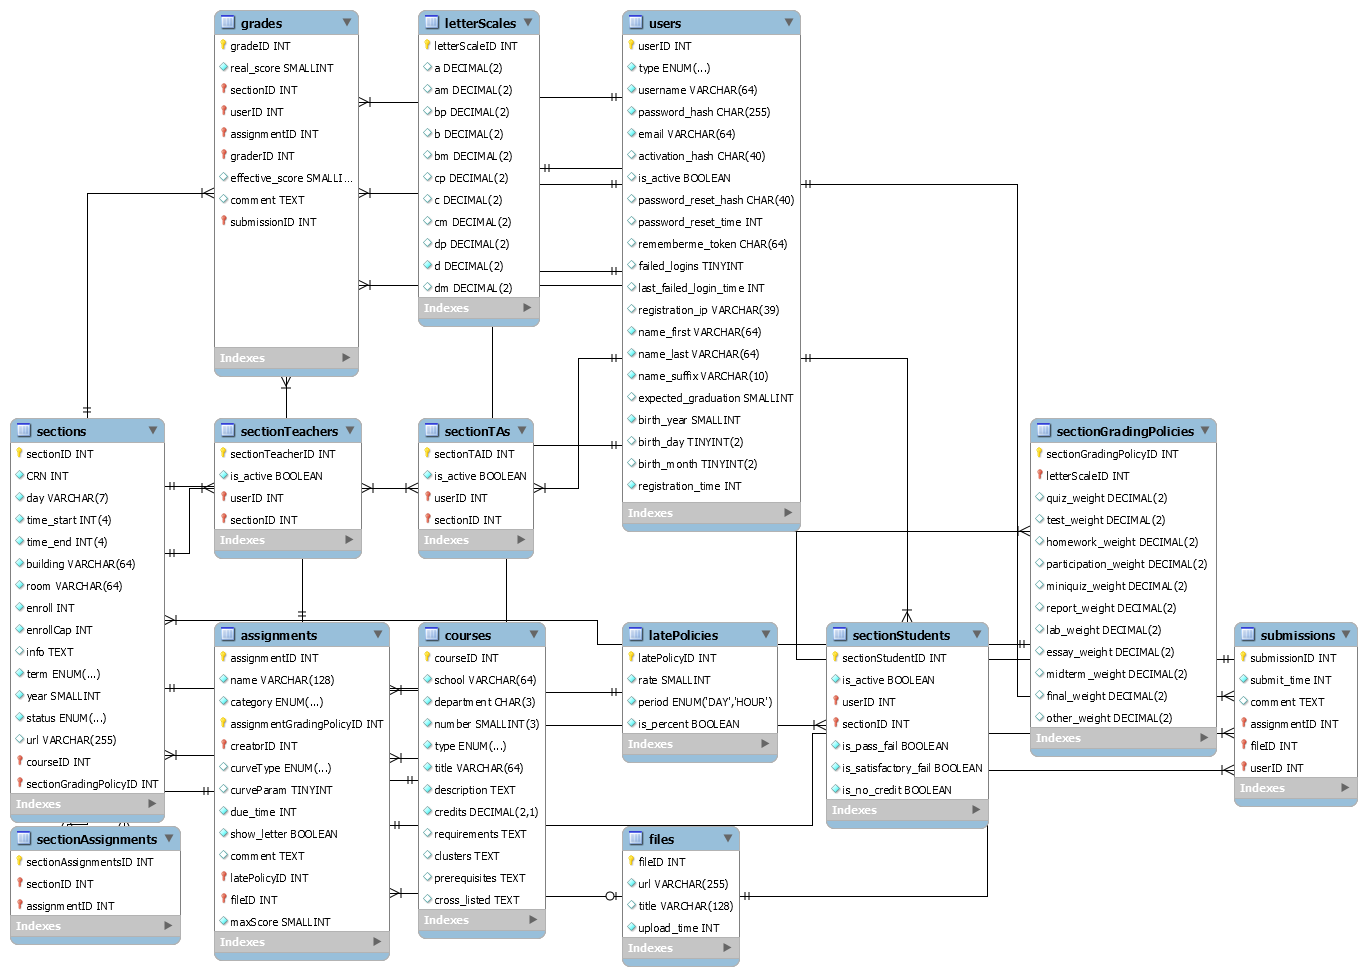 grades
gradeID INT
real_score SMALLINT
sectionID INT
userID INT
assignmentID INT
graderID INT
effective_score SMALLI...
comment TEXT
submissionID INT
Indexes
letterScales
letterScaleID INT
a DECIMAL(2)
am DECIMAL(2)
bp DECIMAL(2)
b DECIMAL(2)
bm DECIMAL(2)
cp DECIMAL(2)
c DECIMAL(2)
cm DECIMAL(2)
dp DECIMAL(2)
d DECIMAL(2)
dm DECIMAL(2)
Indexes
users
userID INT
type ENUM(...)
username VARCHAR(64)
password_hash CHAR(255)
email VARCHAR(64)
activation_hash CHAR(40)
is_active BOOLEAN
password_reset_hash CHAR(40)
password_reset_time INT
rememberme_token CHAR(64)
failed_logins TINYINT
last_failed_login_time INT
registration_ip VARCHAR(39)
name_first VARCHAR(64)
name_last VARCHAR(64)
name_suffix VARCHAR(10)
expected_graduation SMALLINT
birth_year SMALLINT
birth_day TINYINT(2)
birth_month TINYINT(2)
registration_time INT
Indexes
sections
sectionID INT
CRN INT
day VARCHAR(7)
time_start INT(4)
time_end INT(4)
building VARCHAR(64)
room VARCHAR(64)
enroll INT
enrollCap INT
info TEXT
term ENUM(...)
year SMALLINT
status ENUM(...)
url VARCHAR(255)
courseID INT
sectionGradingPolicyID INT
Indexes
sectionTeachers
sectionTeacherID INT
is_active BOOLEAN
userID INT
sectionID INT
Indexes
sectionTAs
sectionTAID INT
is_active BOOLEAN
userID INT
sectionID INT
Indexes
sectionGradingPolicies
sectionGradingPolicyID INT
letterScaleID INT
quiz_weight DECIMAL(2)
test_weight DECIMAL(2)
homework_weight DECIMAL(2)
participation_weight DECIMAL(2)
miniquiz_weight DECIMAL(2)
report_weight DECIMAL(2)
lab_weight DECIMAL(2)
essay_weight DECIMAL(2)
midterm_weight DECIMAL(2)
final_weight DECIMAL(2)
other_weight DECIMAL(2)
Indexes
assignments
assignmentID INT
name VARCHAR(128)
category ENUM(...)
assignmentGradingPolicyID INT
creatorID INT
curveType ENUM(...)
curveParam TINYINT
due_time INT
show_letter BOOLEAN
comment TEXT
latePolicyID INT
fileID INT
maxScore SMALLINT
Indexes
courses
courseID INT
school VARCHAR(64)
department CHAR(3)
number SMALLINT(3)
type ENUM(...)
title VARCHAR(64)
description TEXT
credits DECIMAL(2,1)
requirements TEXT
clusters TEXT
prerequisites TEXT
cross_listed TEXT
Indexes
latePolicies
latePolicyID INT
rate SMALLINT
period ENUM('DAY','HOUR')
is_percent BOOLEAN
Indexes
sectionStudents
sectionStudentID INT
is_active BOOLEAN
userID INT
sectionID INT
is_pass_fail BOOLEAN
is_satisfactory_fail BOOLEAN
is_no_credit BOOLEAN
Indexes
submissions
submissionID INT
submit_time INT
comment TEXT
assignmentID INT
fileID INT
userID INT
Indexes
sectionAssignments
sectionAssignmentsID INT
sectionID INT
assignmentID INT
Indexes
files
fileID INT
url VARCHAR(255)
title VARCHAR(128)
upload_time INT
Indexes